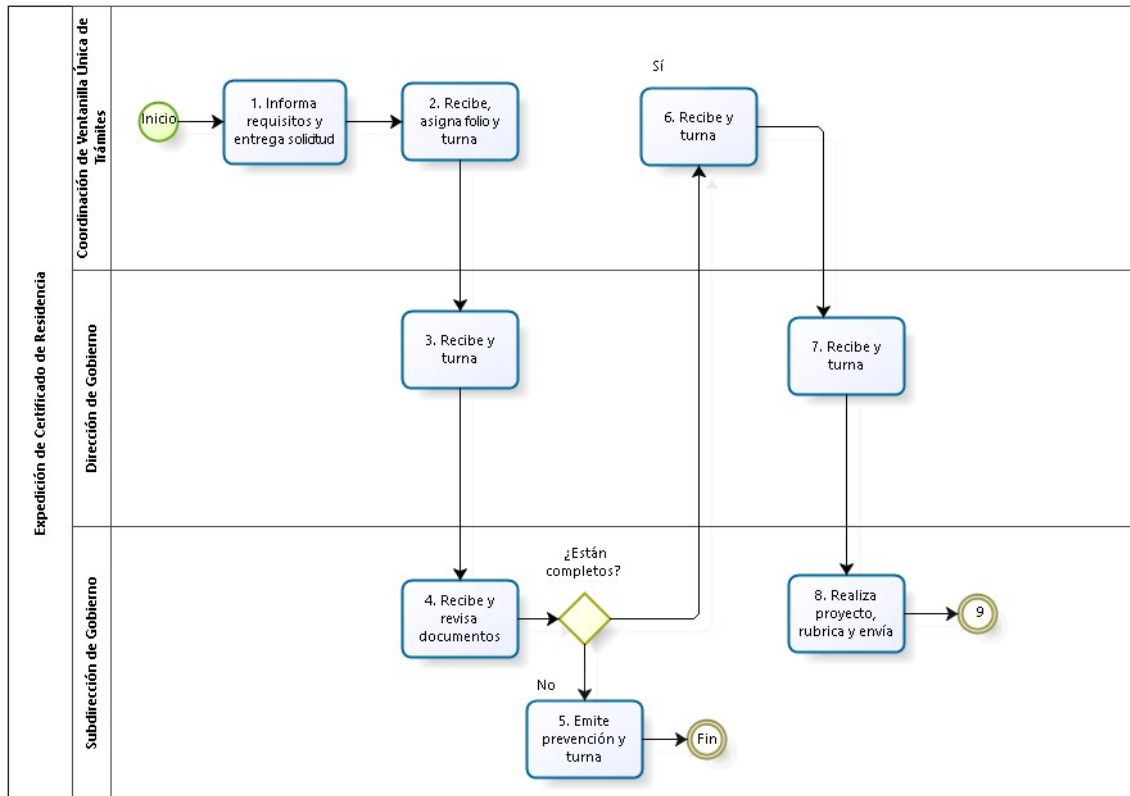 Expedición de Certificado de Residencia
Coordinación de Ventanilla Única de
Trámites
Inicio
1. Informa
requisitos y
entrega solicitud
2. Recibe,
asigna folio y
turna
Sí
6. Recibe y
turna
Dirección de Gobierno
3. Recibe y
turna
7. Recibe y
turna
Subdirección de Gobierno
4. Recibe y
revisa
documentos
¿Están
completos?
No
5. Emite
prevención y
turna
Fin
8. Realiza
proyecto,
rubrica y envía
9